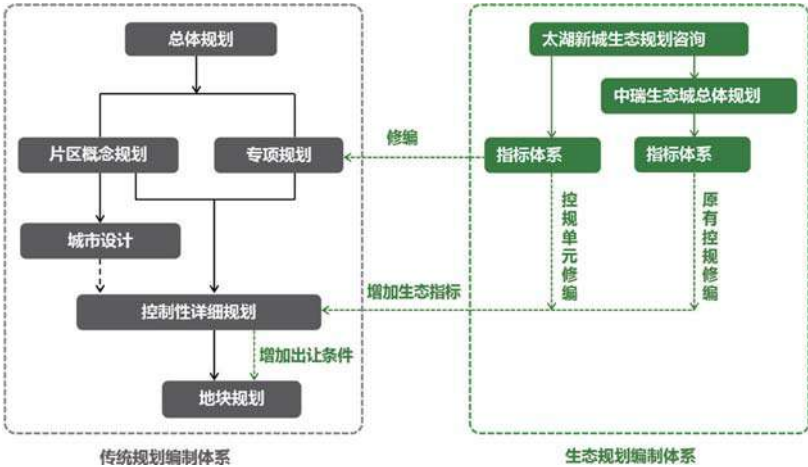 总体规划
太湖新城生态规划咨询
中瑞生态城总体规划
片区概念规划
专项规划
修编
指标体系
指标体系
城市设计
控规单元修编
原有控规修编
控制性详细规划
增加生态指标
增加出让条件
地块规划
传统规划编制体系
生态规划编制体系